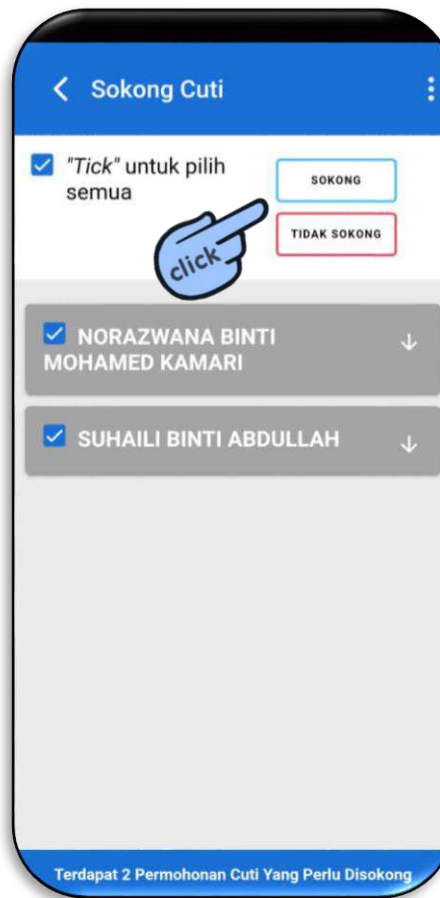 Sokong Cuti
"Tick" untuk pilih
semua
SOKONG
TIDAK SOKONG
click
NORAZWANA BINTI
MOHAMED KAMARI
SUHAILI BINTI ABDULLAH
Terdapat 2 Permohonan Cuti Yang Perlu Disokong